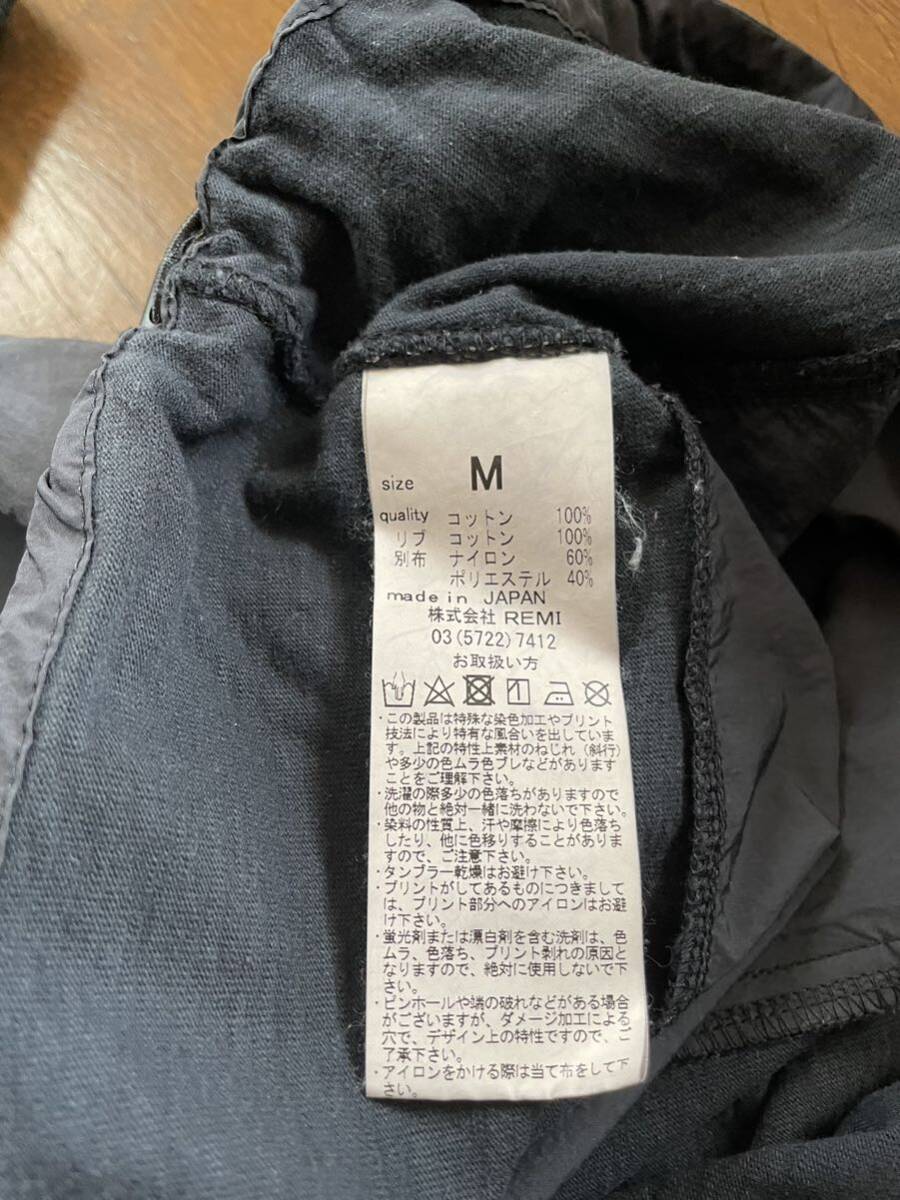 size M
quality コットン 100%
リブ コットン 100%
別布 ナイロン 60%
ポリエステル 40%
made in JAPAN
株式会社 REMI
03(5722)7412
お取扱い方
・この製品は特殊な染色加工やプリント
技法により特有な風合いを出していま
す。上記の特性上素材のねじれ（斜行）
や多少の色ムラ色ブレなどがあります
ことをご理解下さい。
・洗濯の際多少の色落ちがありますので
他の物と絶対一緒に洗わないで下さい。
・染料の性質上、汗や摩擦により色落ち
したり、他に色移りすることがありま
すので、ご注意下さい。
・タンブラー乾燥はお避け下さい。
・プリントがしてあるものにつきまして
は、プリント部分へのアイロンはお避
け下さい。
・蛍光剤または漂白剤を含む洗剤は、色
ムラ、色落ち、プリント剥れの原因と
なりますので、絶対に使用しないで下
さい。
・ピンホールや端の破れなどがある場合
がございますが、ダメージ加工による
穴で、デザイン上の特性ですので、ご
了承下さい。
・アイロンをかける際は当て布をして下
さい。